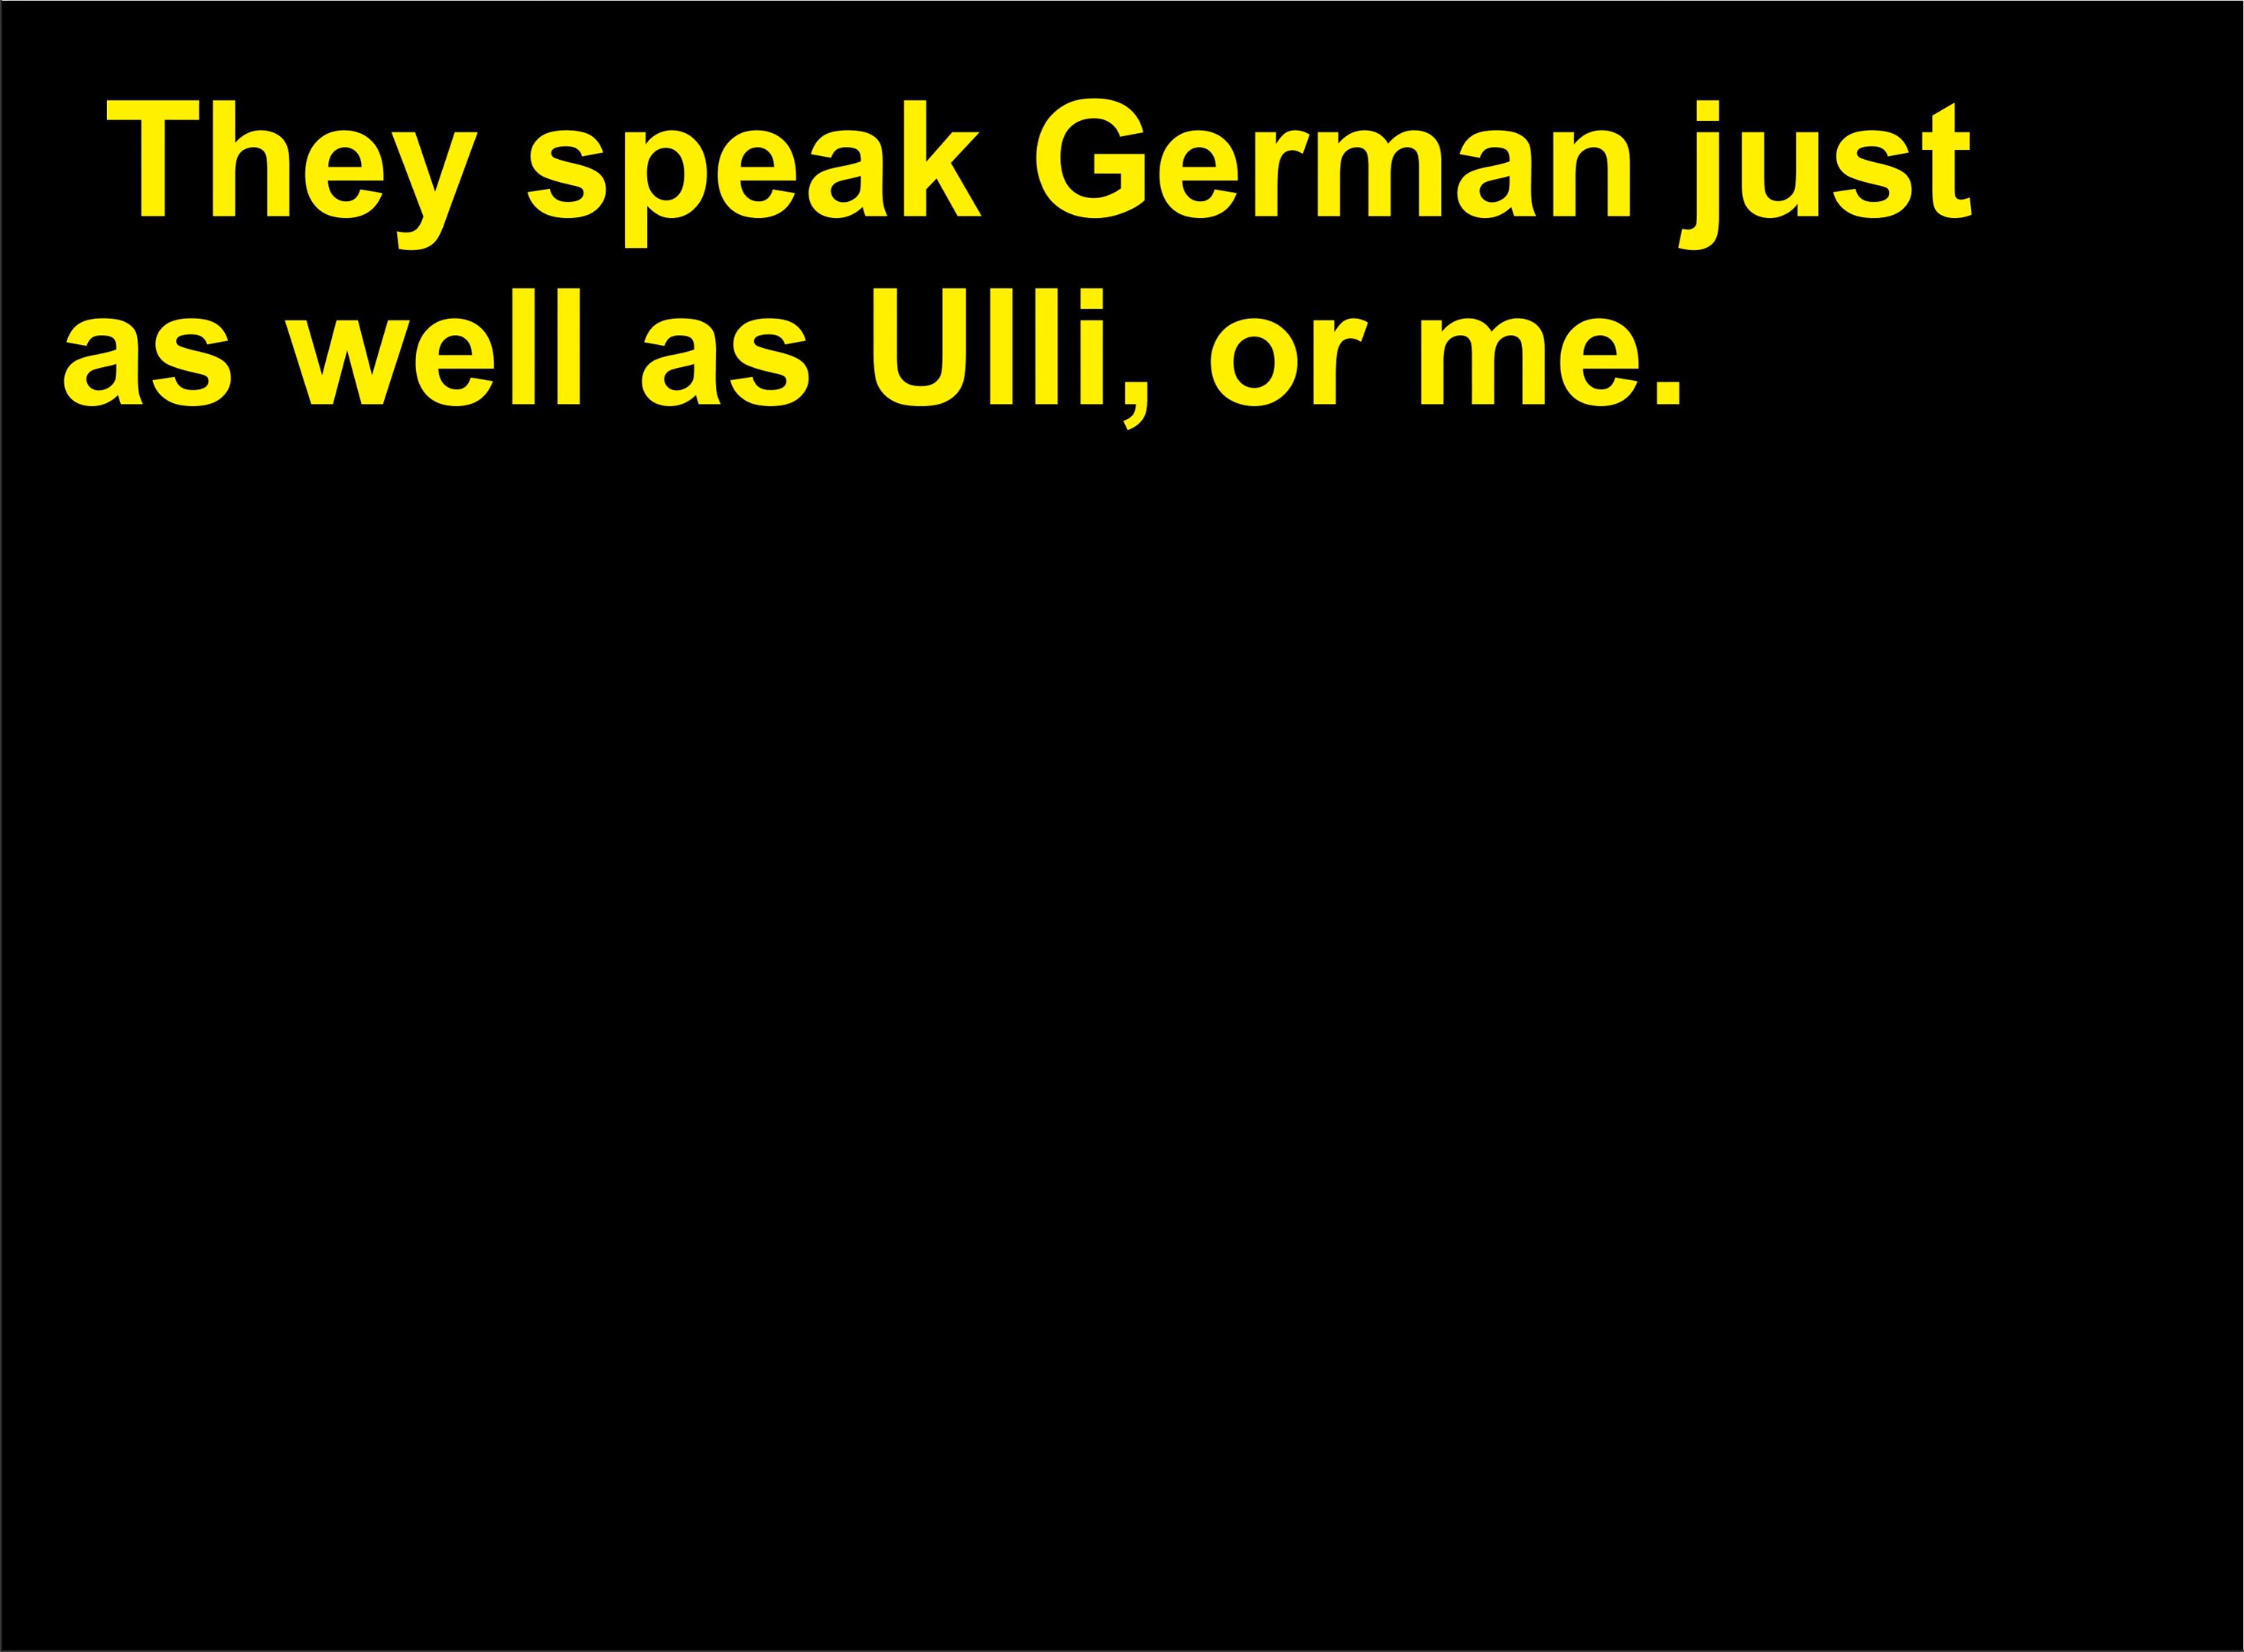 They speak German just
as well as Ulli, or me.